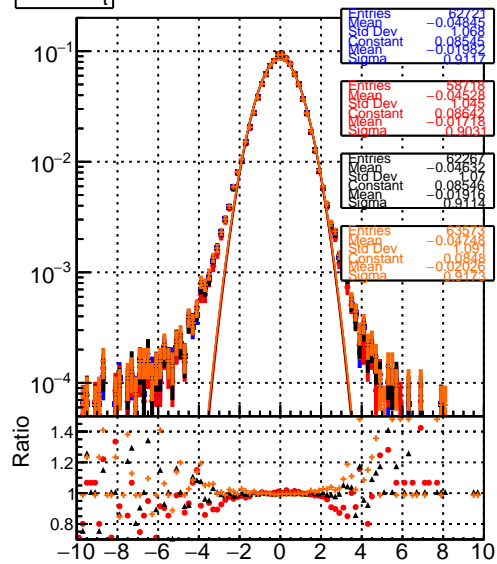 t
Entries 62721
Mean −0.04845
Std Dev 1.068
Constant 0.08545
Mean −0.01982
Sigma 0.9117
Entries 58718
Mean −0.04528
Std Dev 1.045
Constant 0.08642
Mean −0.01718
Sigma 0.9031
Entries 62267
Mean −0.04632
Std Dev 1.07
Constant 0.08546
Mean −0.01916
Sigma 0.9114
Entries 63573
Mean −0.04748
Std Dev 1.091
Constant 0.0848
Mean −0.02026
Sigma 0.9173
10−1
10−2
10−3
10−4
Ratio
1.4
1.2
1
0.8
−10 −8 −6 −4 −2 0 2 4 6 8 10